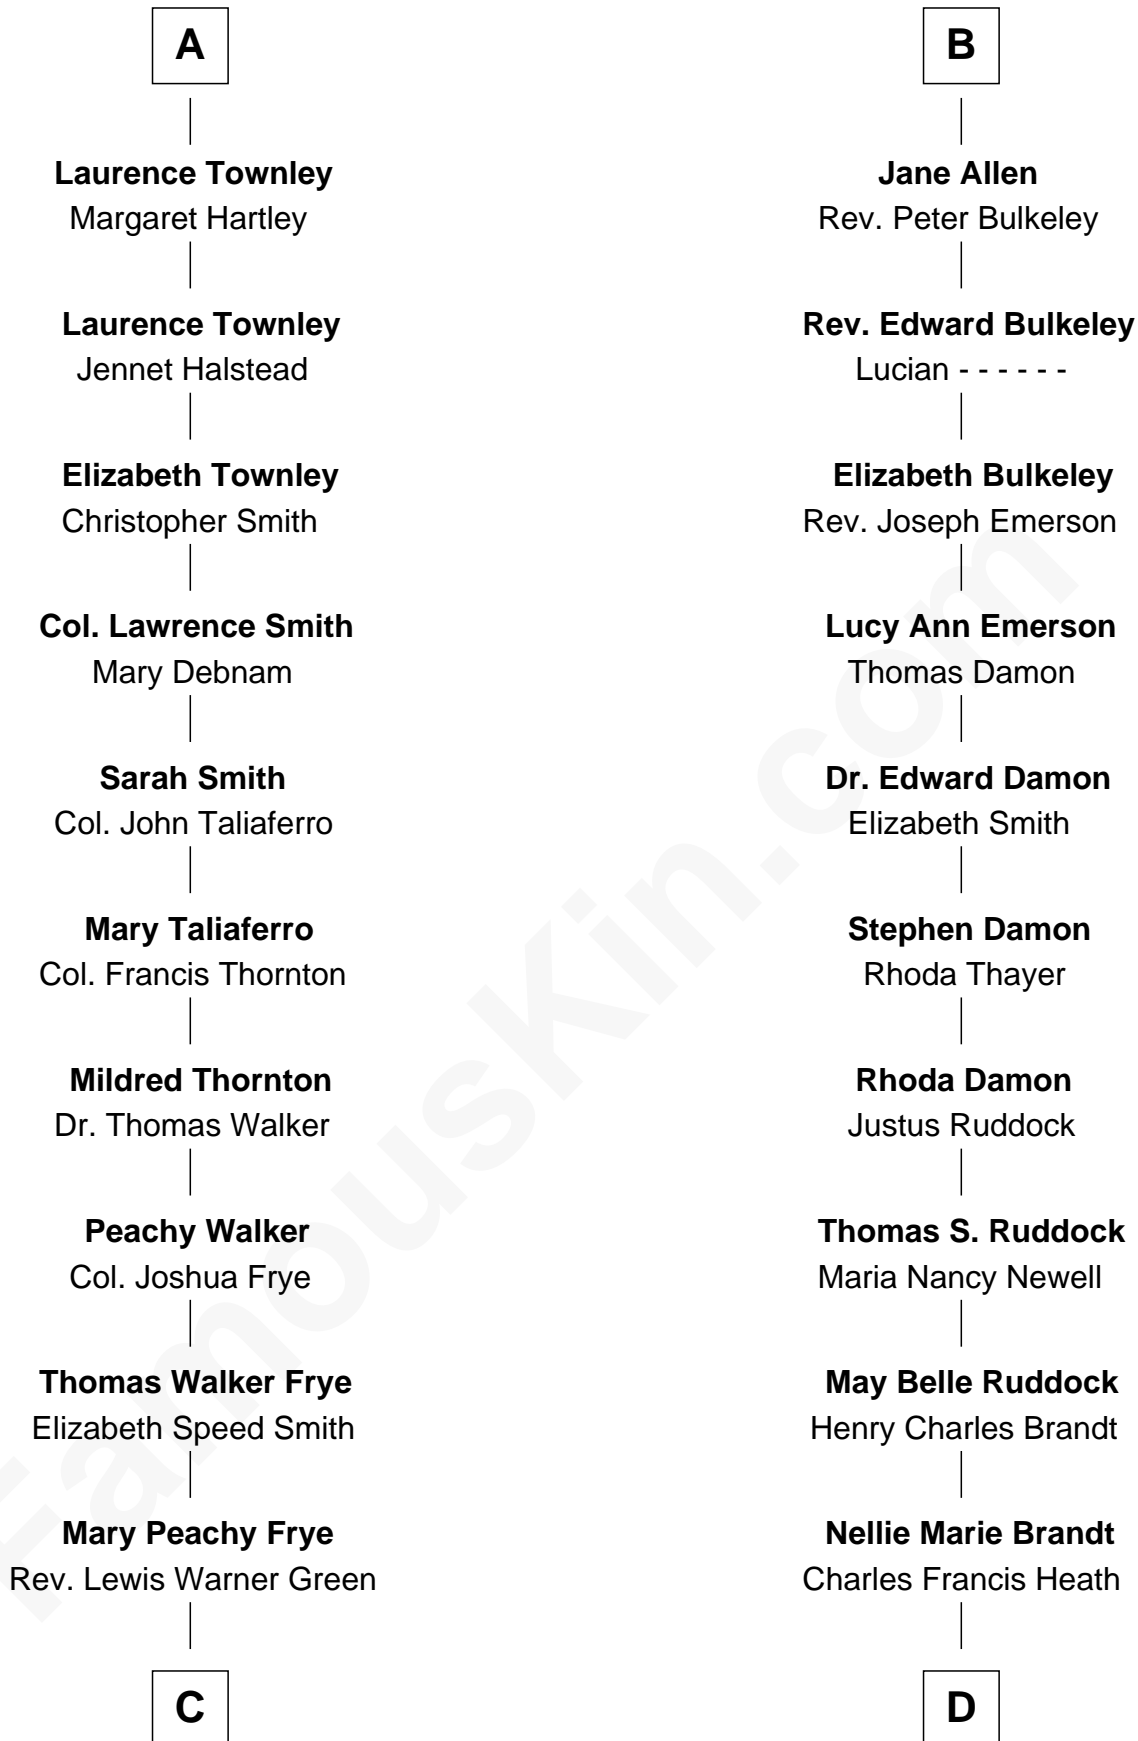 A
Laurence Townley
Margaret Hartley
Laurence Townley
Jennet Halstead
Elizabeth Townley
Christopher Smith
Col. Lawrence Smith
Mary Debnam
Sarah Smith
Col. John Taliaferro
Mary Taliaferro
Col. Francis Thornton
Mildred Thornton
Dr. Thomas Walker
Peachy Walker
Col. Joshua Frye
Thomas Walker Frye
Elizabeth Speed Smith
Mary Peachy Frye
Rev. Lewis Warner Green
C
B
Jane Allen
Rev. Peter Bulkeley
Rev. Edward Bulkeley
Lucian - - - - - -
Elizabeth Bulkeley
Rev. Joseph Emerson
Lucy Ann Emerson
Thomas Damon
Dr. Edward Damon
Elizabeth Smith
Stephen Damon
Rhoda Thayer
Rhoda Damon
Justus Ruddock
Thomas S. Ruddock
Maria Nancy Newell
May Belle Ruddock
Henry Charles Brandt
Nellie Marie Brandt
Charles Francis Heath
D
FamousKin.com